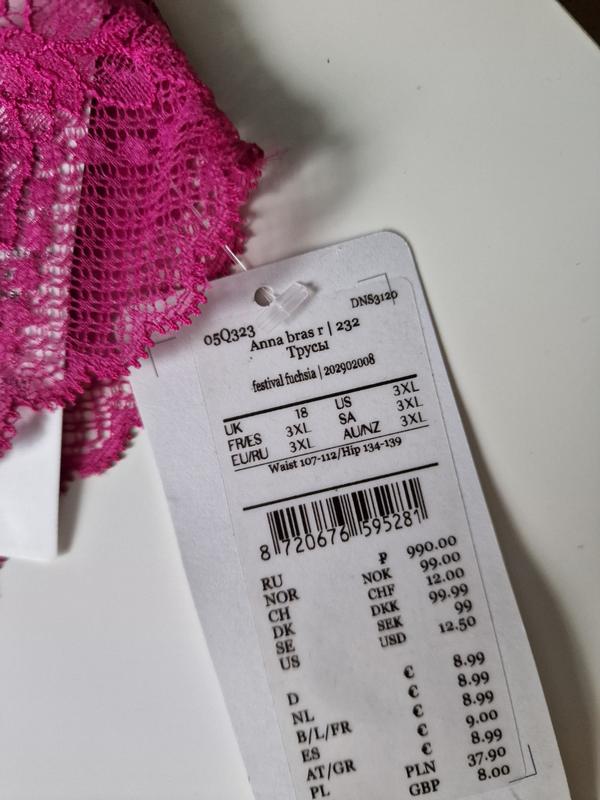 DNS3120
05Q323
Anna bras r | 232
Трусы
festival fuchsia | 202902008
UK 18 US 3XL
FR/ES 3XL SA 3XL
EU/RU 3XL AU/NZ 3XL
Waist 107-112/Hip 134-139
8 720676 595281
RU ₽ 990.00
NOR NOK 99.00
CH CHF 12.00
DK DKK 99.99
SE SEK 99
US USD 12.50
D € 8.99
NL € 8.99
B/L/FR € 8.99
ES € 9.00
AT/GR € 8.99
PL PLN 37.90
GBP 8.00